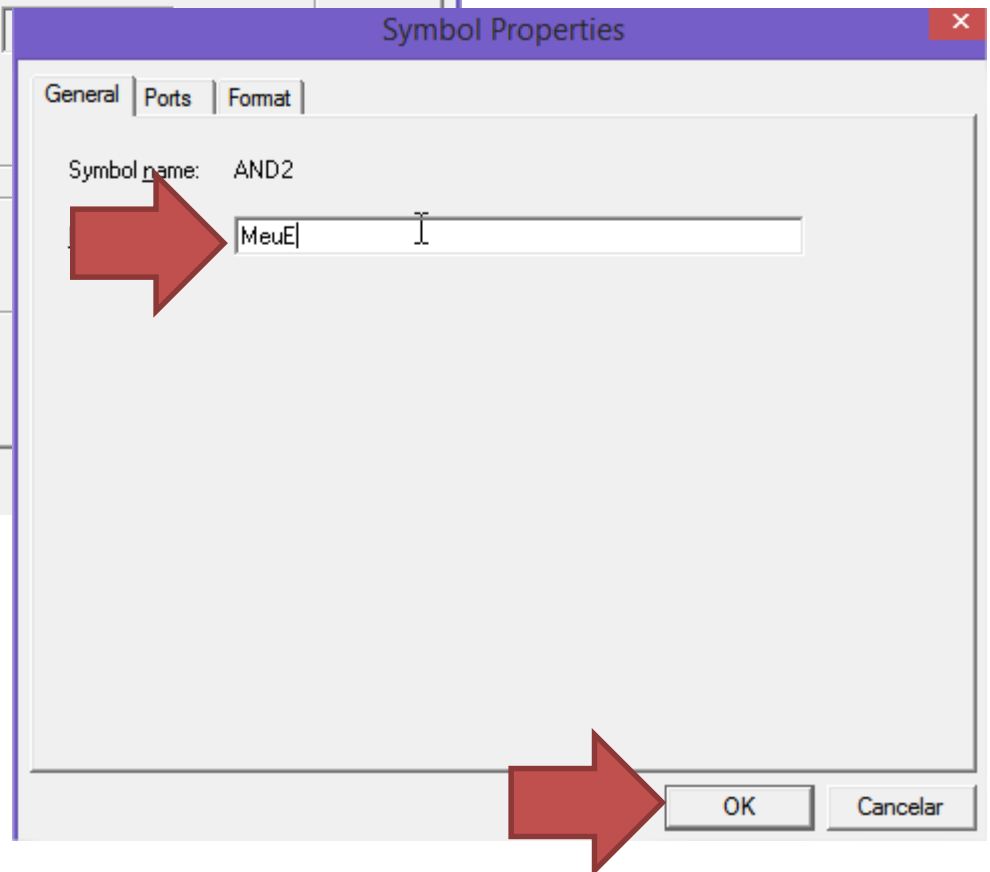 Symbol Properties
General Ports Format
Symbol name: AND2
MeuE
OK Cancelar